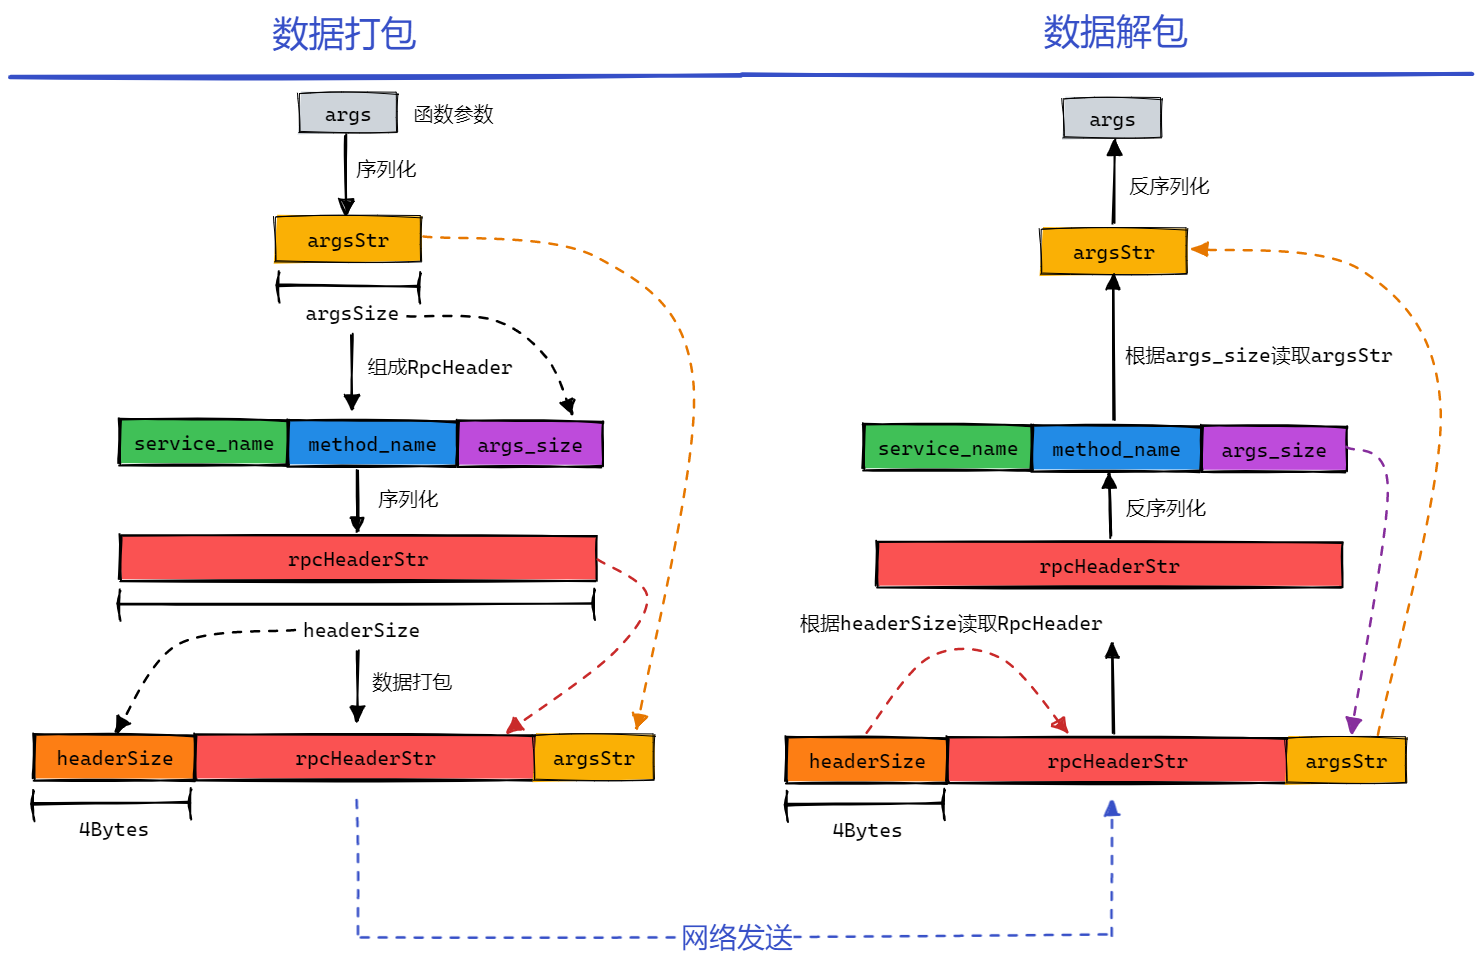 数据打包
args
函数参数
序列化
argsStr
argsSize
组成RpcHeader
service_name
method_name
args_size
序列化
rpcHeaderStr
headerSize
数据打包
headerSize
rpcHeaderStr
argsStr
4Bytes
数据解包
args
反序列化
argsStr
根据args_size读取argsStr
service_name
method_name
args_size
反序列化
rpcHeaderStr
根据headerSize读取RpcHeader
headerSize
rpcHeaderStr
argsStr
4Bytes
网络发送